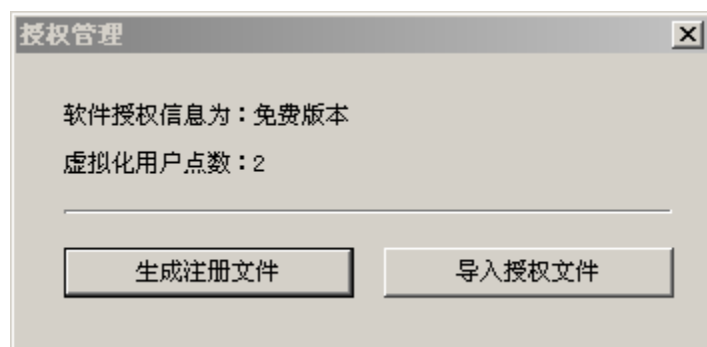 授权管理
软件授权信息为：免费版本
虚拟化用户点数：2
生成注册文件
导入授权文件